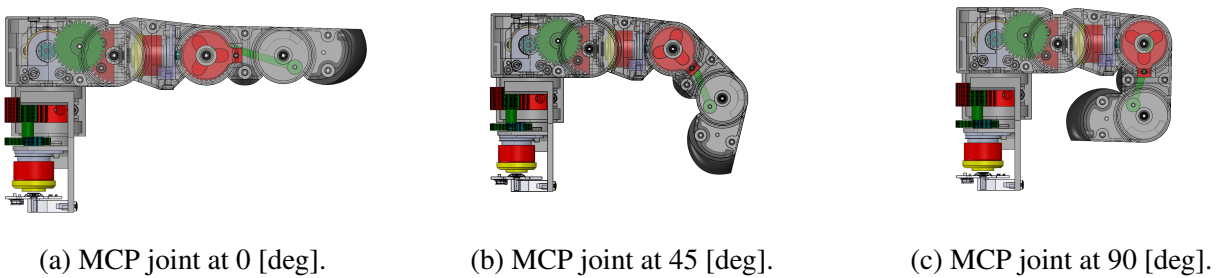 (a) MCP joint at 0 [deg].
(b) MCP joint at 45 [deg].
(c) MCP joint at 90 [deg].